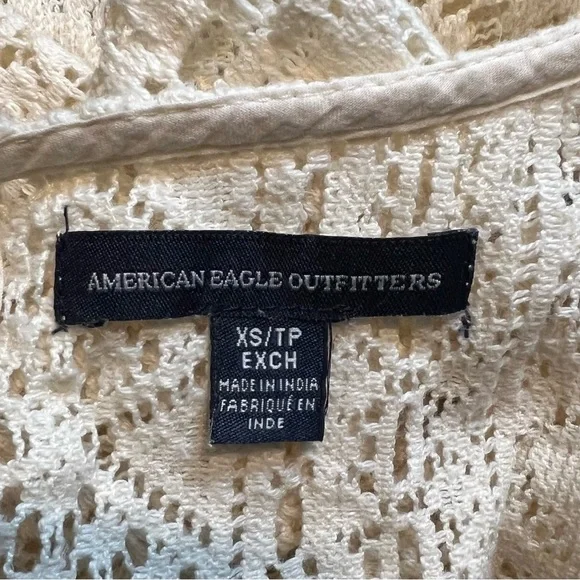 AMERICAN EAGLE OUTFITTERS
XS/TP
EXCH
MADE IN INDIA
FABRIQUÉ EN
INDE